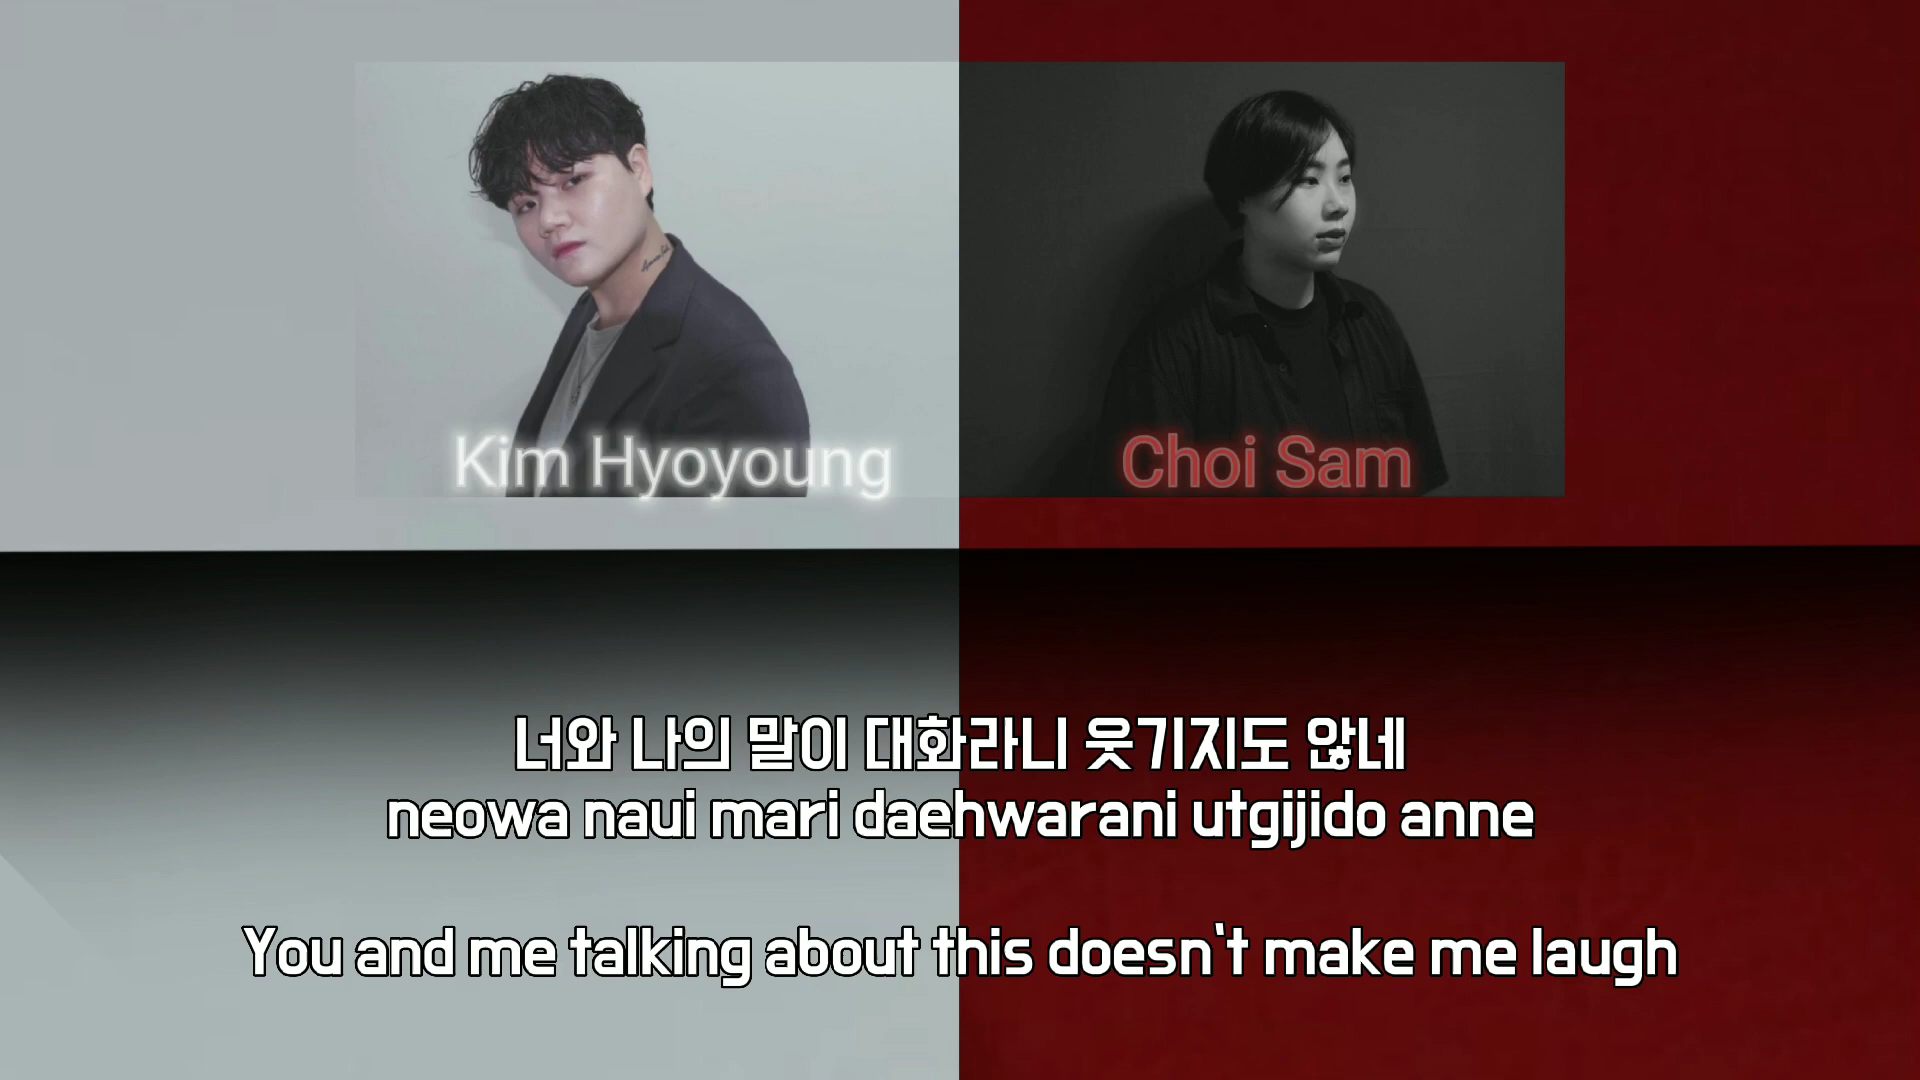 Kim Hyoyoung
Choi Sam
너와 나의 말이 대화라니 웃기지도 않네
neowa naui mari daehwarani utgijido anne
You and me talking about this doesn't make me laugh